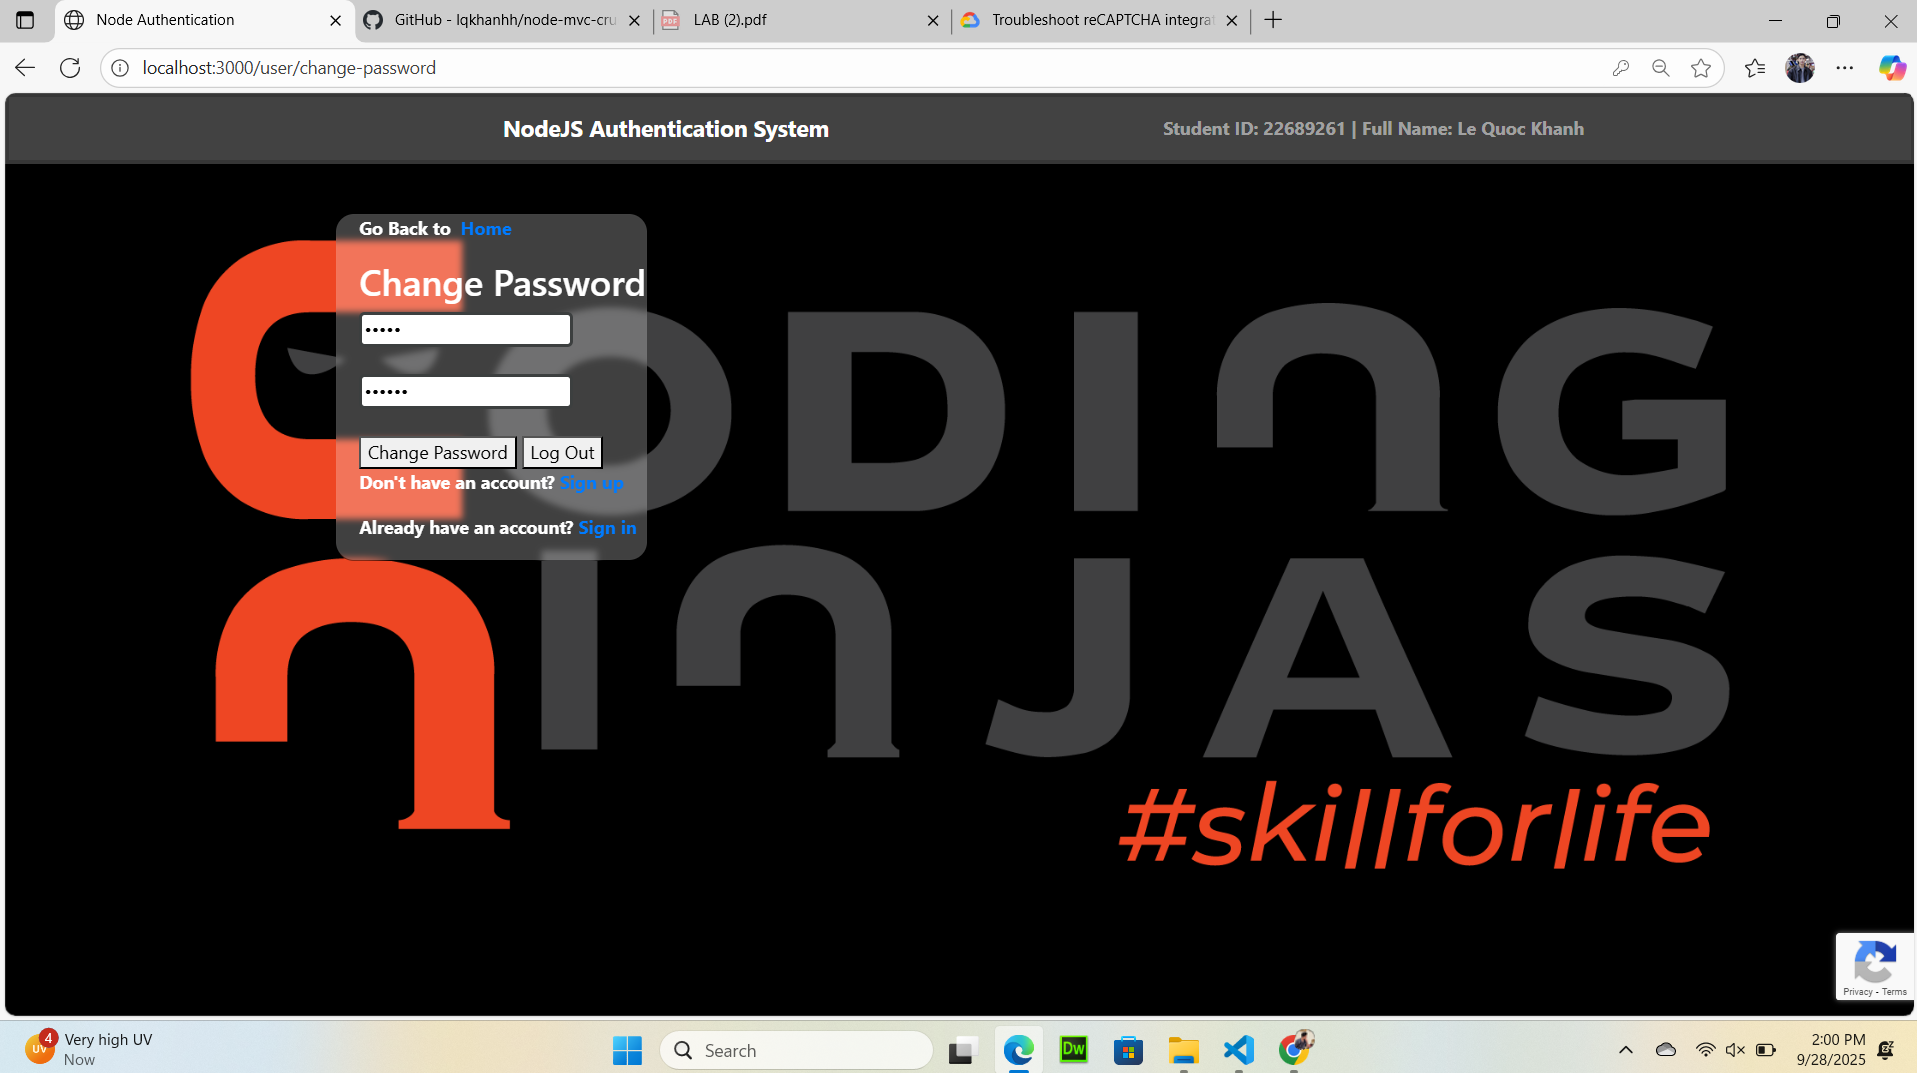 Node Authentication
GitHub - lqkhanhh/node-mvc-cru
LAB (2).pdf
Troubleshoot reCAPTCHA integrat
localhost:3000/user/change-password
NodeJS Authentication System
Student ID: 22689261 | Full Name: Le Quoc Khanh
Go Back to Home
Change Password
•••••
••••••
Change Password
Log Out
Don't have an account? Sign up
Already have an account? Sign in
CODING
NINJAS
#skillforlife
Privacy - Terms
UV
4
Very high UV
Now
Search
Dw
2:00 PM
9/28/2025